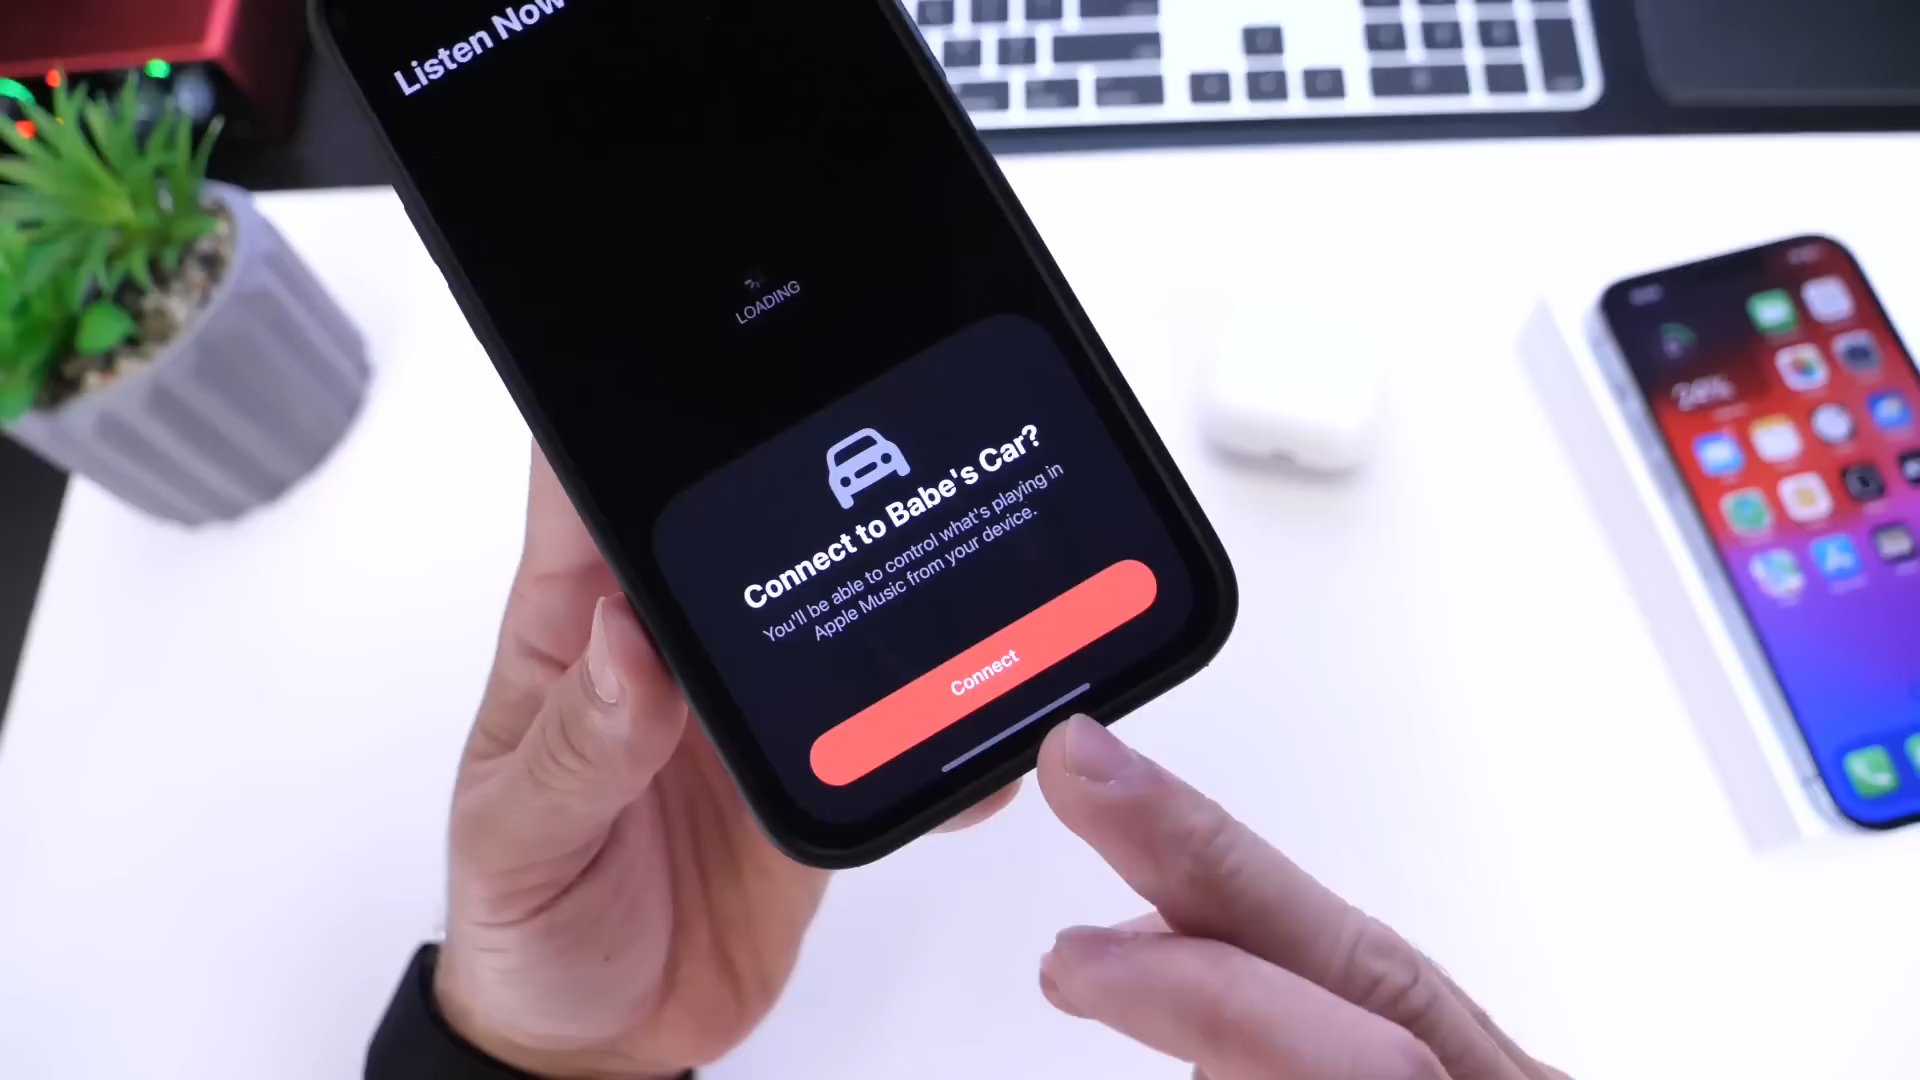 Listen Now
LOADING
Connect to Babe's Car?
You'll be able to control what's playing in
Apple Music from your device.
Connect
24%